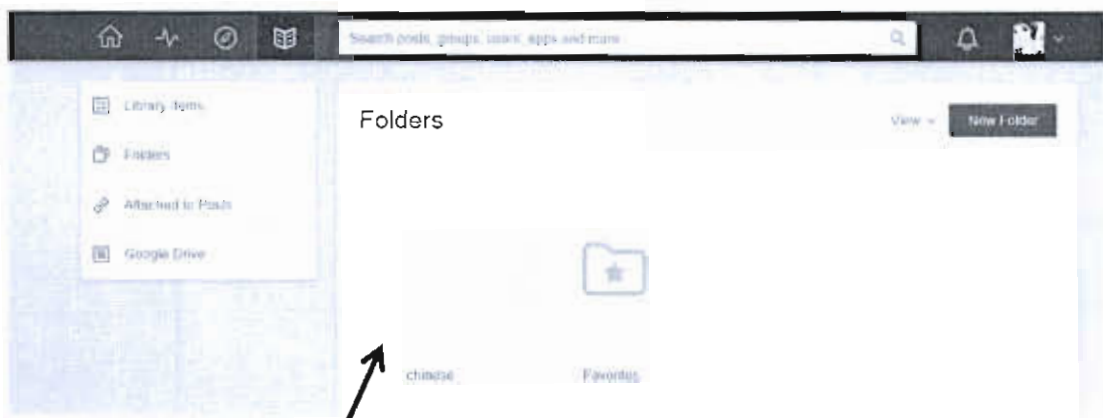 Search posts, groups, users, apps and more
Library Items
Folders
Attached to Posts
Google Drive
Folders
View
New Folder
chinese
Favorites